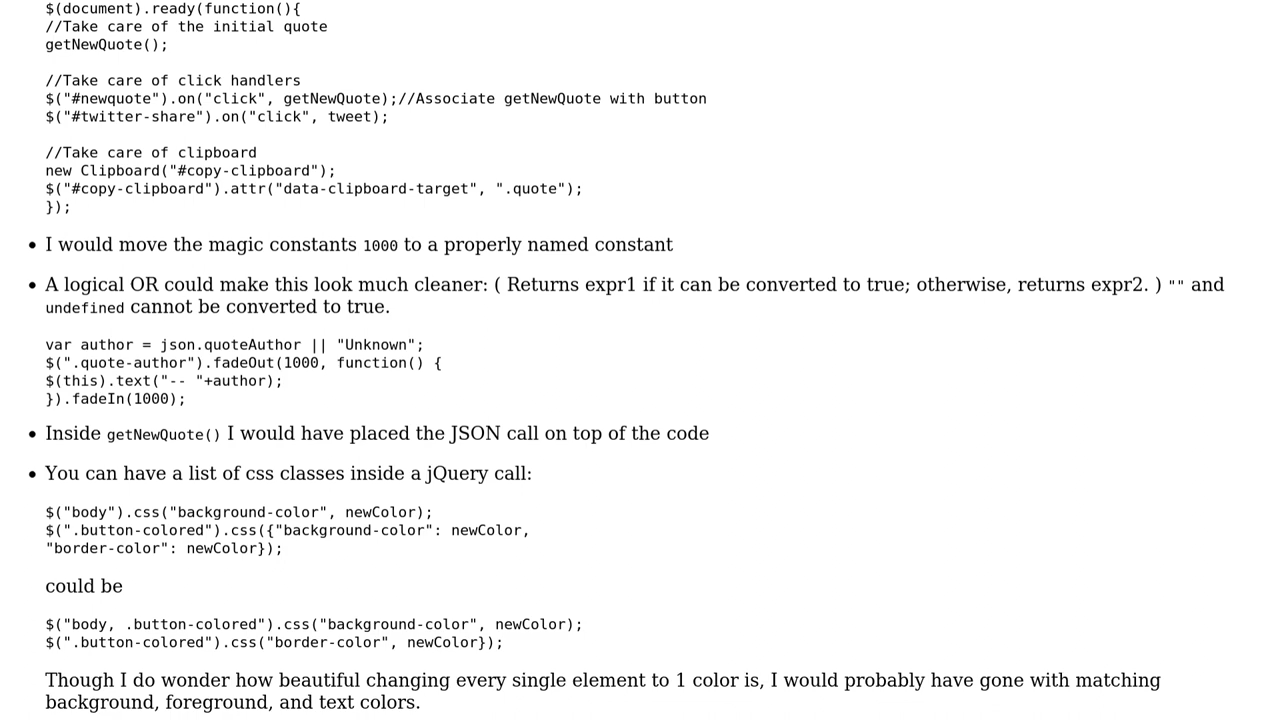 $(document).ready(function(){
//Take care of the initial quote
getNewQuote();
//Take care of click handlers
$("#newquote").on("click", getNewQuote);//Associate getNewQuote with button
$("#twitter-share").on("click", tweet);
//Take care of clipboard
new Clipboard("#copy-clipboard");
$("#copy-clipboard").attr("data-clipboard-target", ".quote");
});
• I would move the magic constants 1000 to a properly named constant
• A logical OR could make this look much cleaner: ( Returns expr1 if it can be converted to true; otherwise, returns expr2. ) "" and
undefined cannot be converted to true.
var author = json.quoteAuthor || "Unknown";
$(".quote-author").fadeOut(1000, function() {
$(this).text("-- "+author);
}).fadeIn(1000);
• Inside getNewQuote() I would have placed the JSON call on top of the code
• You can have a list of css classes inside a jQuery call:
$("body").css("background-color", newColor);
$(".button-colored").css({"background-color": newColor,
"border-color": newColor});
could be
$("body, .button-colored").css("background-color", newColor);
$(".button-colored").css("border-color", newColor});
Though I do wonder how beautiful changing every single element to 1 color is, I would probably have gone with matching
background, foreground, and text colors.